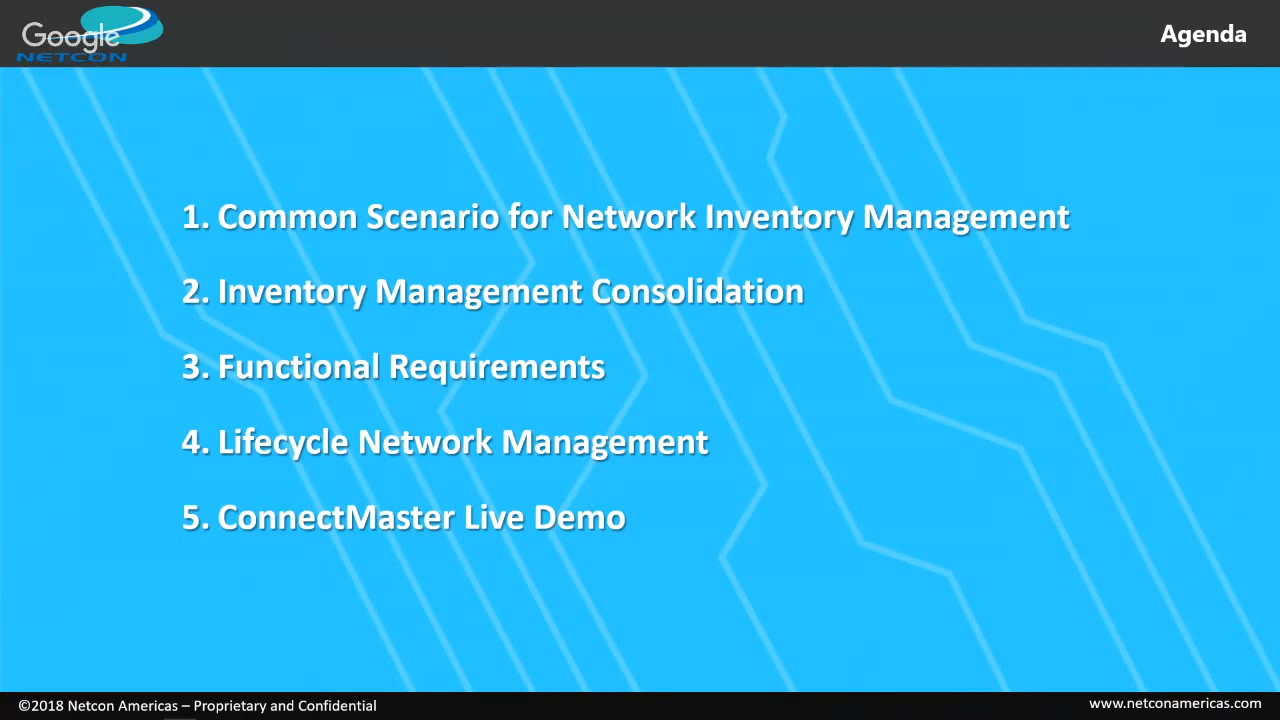 Google
NETCON
Agenda
1. Common Scenario for Network Inventory Management
2. Inventory Management Consolidation
3. Functional Requirements
4. Lifecycle Network Management
5. ConnectMaster Live Demo
©2018 Netcon Americas – Proprietary and Confidential
www.netconamericas.com